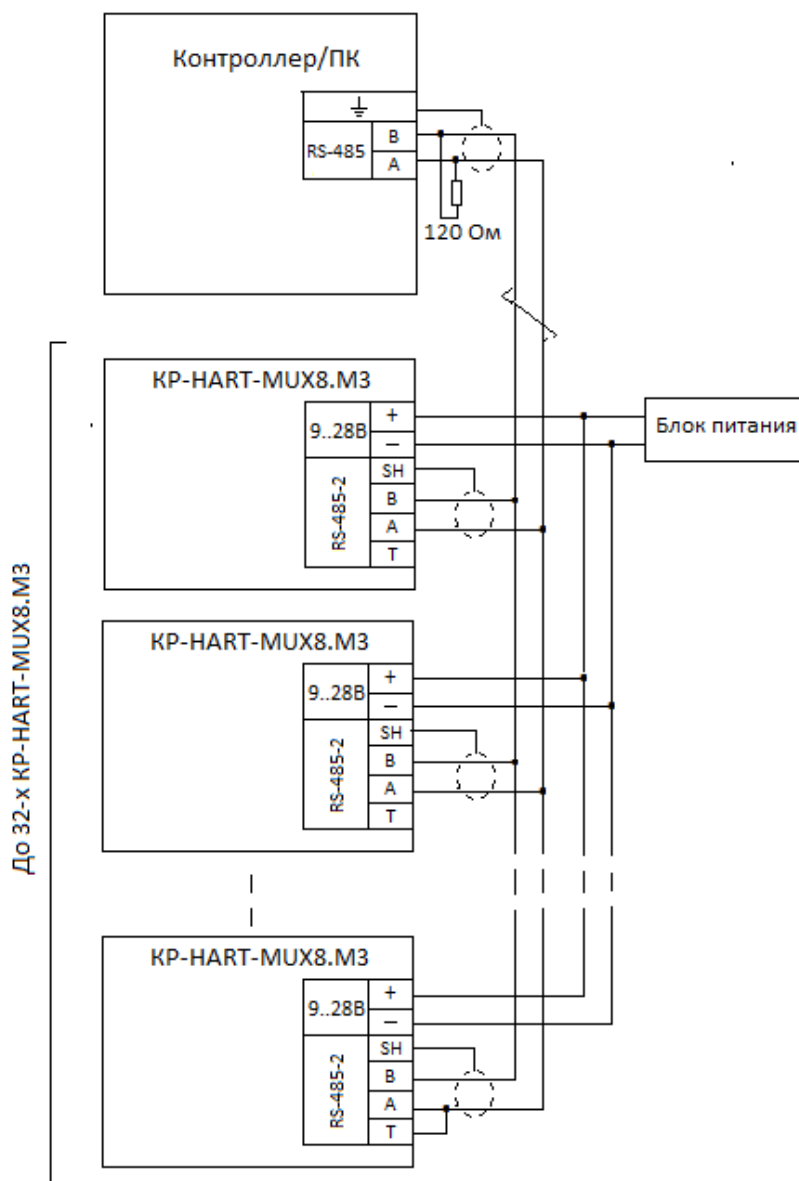 Контроллер/ПК
RS-485
B
A
120 Ом
КР-HART-MUX8.М3
9..28В
+
–
SH
RS-485-2
B
A
T
Блок питания
КР-HART-MUX8.М3
9..28В
+
–
SH
RS-485-2
B
A
T
До 32-х КР-HART-MUX8.М3
КР-HART-MUX8.М3
9..28В
+
–
SH
RS-485-2
B
A
T